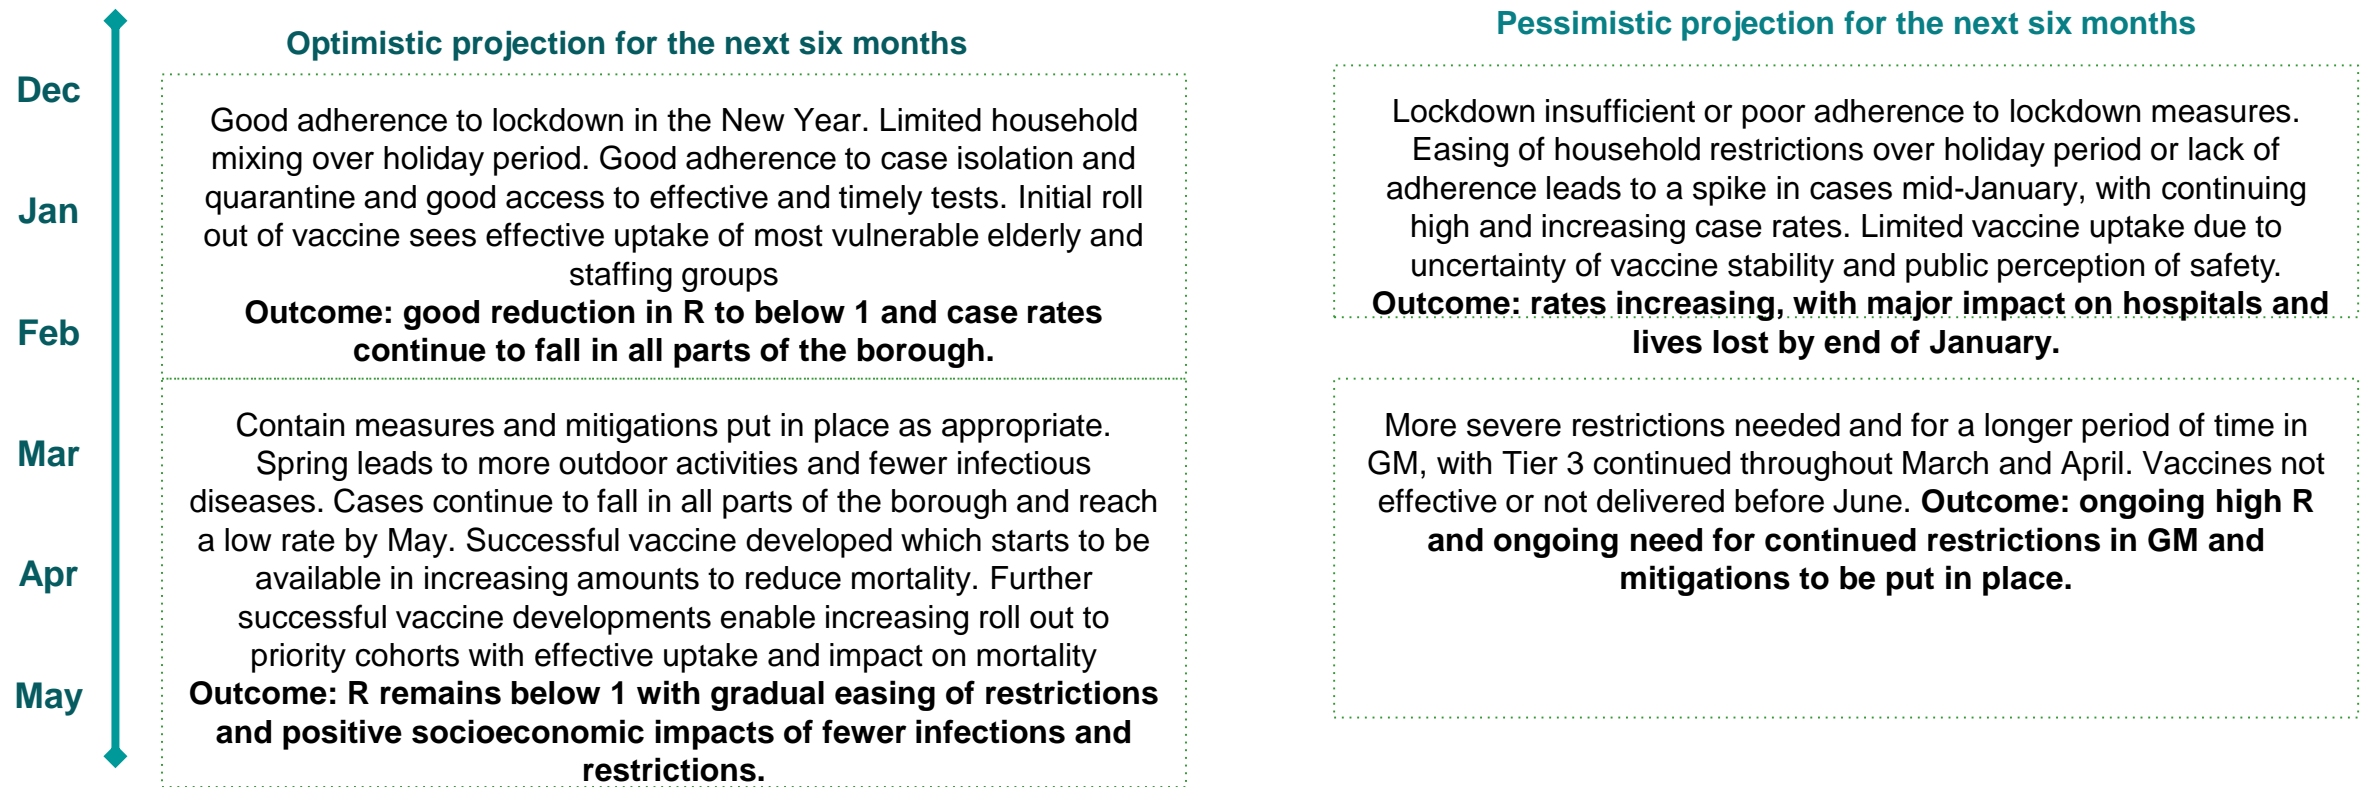 Dec
Jan
Feb
Mar
Apr
May
Optimistic projection for the next six months
Good adherence to lockdown in the New Year. Limited household
mixing over holiday period. Good adherence to case isolation and
quarantine and good access to effective and timely tests. Initial roll
out of vaccine sees effective uptake of most vulnerable elderly and
staffing groups
Outcome: good reduction in R to below 1 and case rates
continue to fall in all parts of the borough.
Contain measures and mitigations put in place as appropriate.
Spring leads to more outdoor activities and fewer infectious
diseases. Cases continue to fall in all parts of the borough and reach
a low rate by May. Successful vaccine developed which starts to be
available in increasing amounts to reduce mortality. Further
successful vaccine developments enable increasing roll out to
priority cohorts with effective uptake and impact on mortality
Outcome: R remains below 1 with gradual easing of restrictions
and positive socioeconomic impacts of fewer infections and
restrictions.
Pessimistic projection for the next six months
Lockdown insufficient or poor adherence to lockdown measures.
Easing of household restrictions over holiday period or lack of
adherence leads to a spike in cases mid-January, with continuing
high and increasing case rates. Limited vaccine uptake due to
uncertainty of vaccine stability and public perception of safety.
Outcome: rates increasing, with major impact on hospitals and
lives lost by end of January.
More severe restrictions needed and for a longer period of time in
GM, with Tier 3 continued throughout March and April. Vaccines not
effective or not delivered before June. Outcome: ongoing high R
and ongoing need for continued restrictions in GM and
mitigations to be put in place.